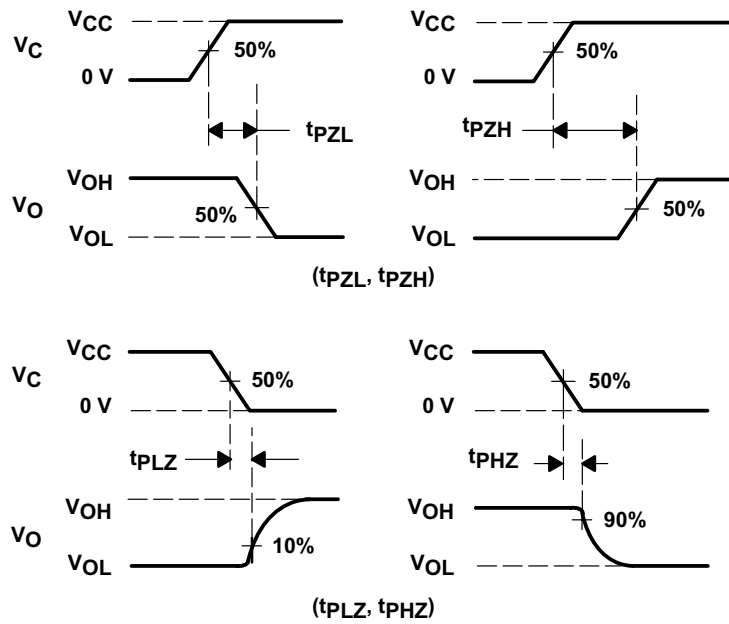 VCC
VC
50%
0 V
tPZL
VOH
VO
50%
VOL
VCC
50%
0 V
tPZH
VOH
50%
VOL
(tPZL, tPZH)
VCC
VC
50%
0 V
tPLZ
VOH
VO
10%
VOL
VCC
50%
0 V
tPHZ
VOH
90%
VOL
(tPLZ, tPHZ)